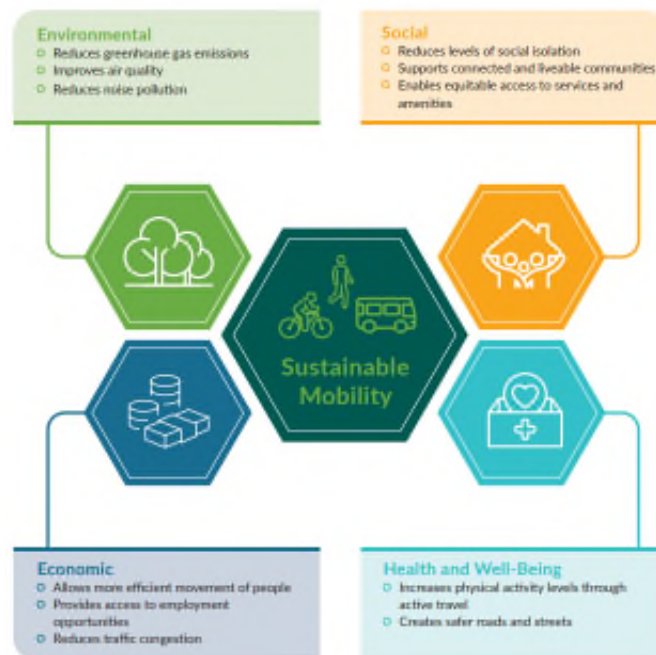 Environmental
Reduces greenhouse gas emissions
Improves air quality
Reduces noise pollution
Social
Reduces levels of social isolation
Supports connected and liveable communities
Enables equitable access to services and
amenities
Sustainable
Mobility
Economic
Allows more efficient movement of people
Provides access to employment
opportunities
Reduces traffic congestion
Health and Well-Being
Increases physical activity levels through
active travel
Creates safer roads and streets